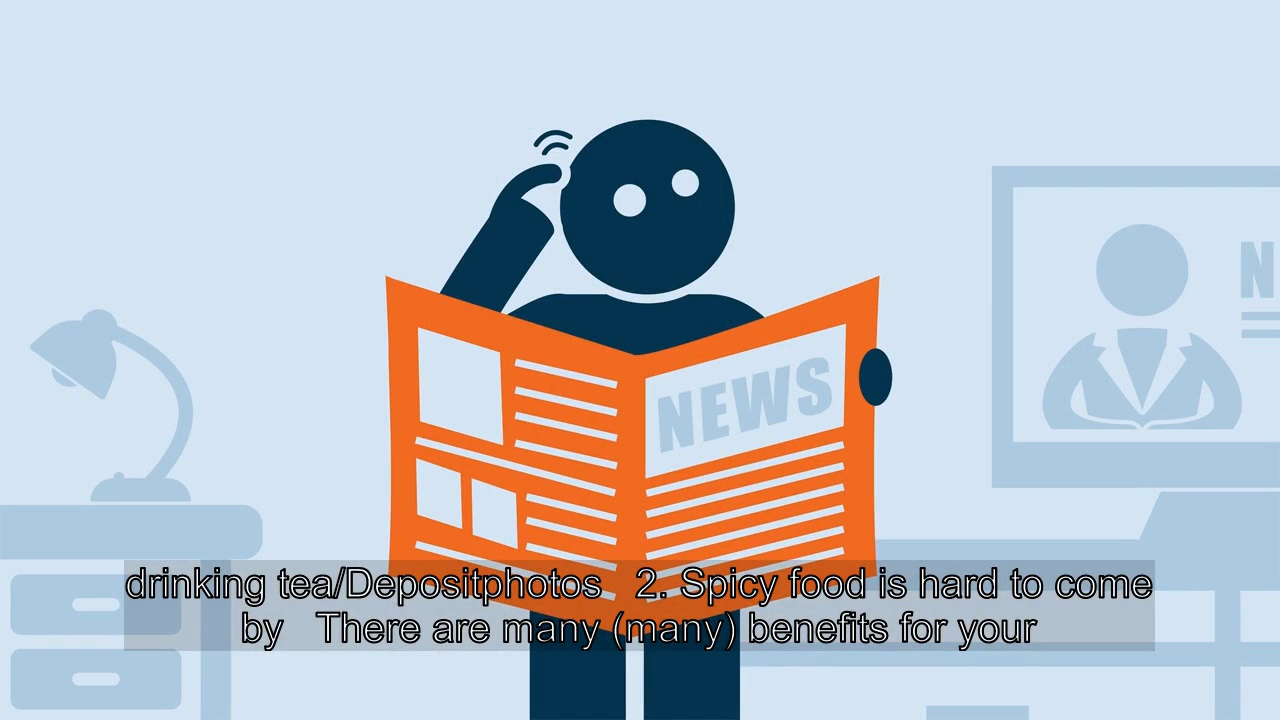 N
NEWS
drinking tea/Depositphotos   2. Spicy food is hard to come
by   There are many (many) benefits for your